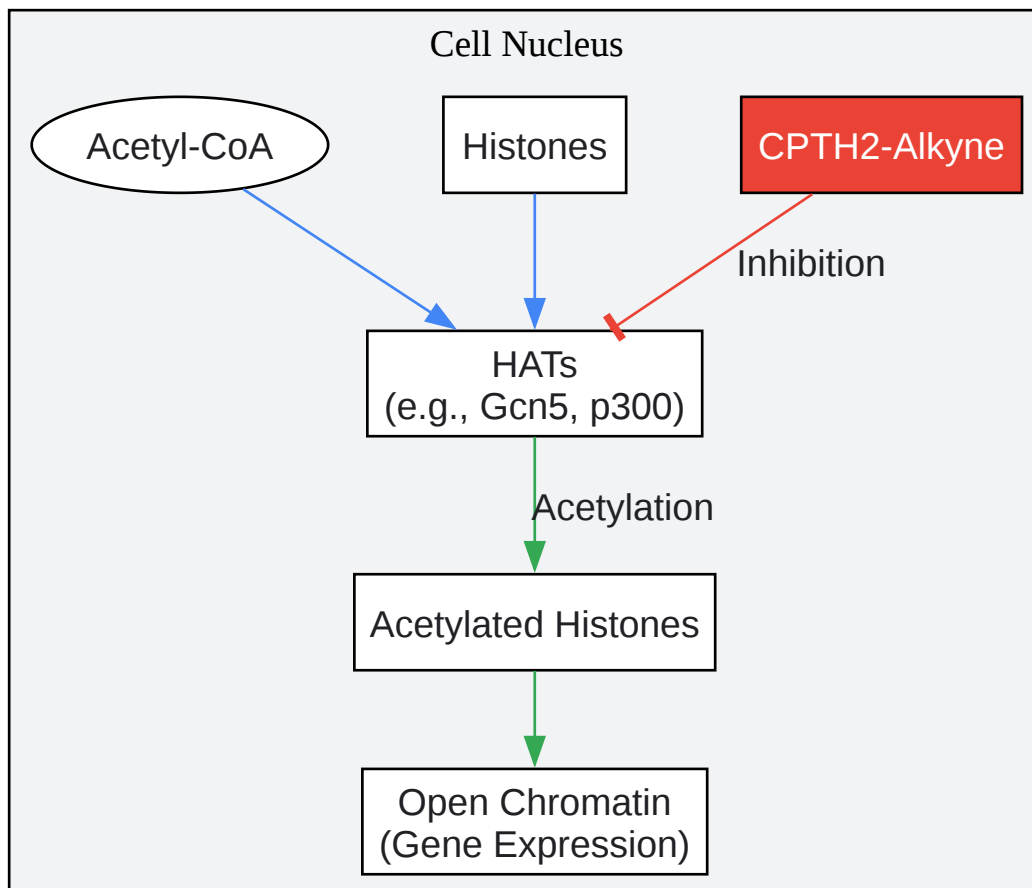 Cell Nucleus
Acetyl-CoA
Histones
CPTH2-Alkyne
Inhibition
HATs
(e.g., Gcn5, p300)
Acetylation
Acetylated Histones
Open Chromatin
(Gene Expression)